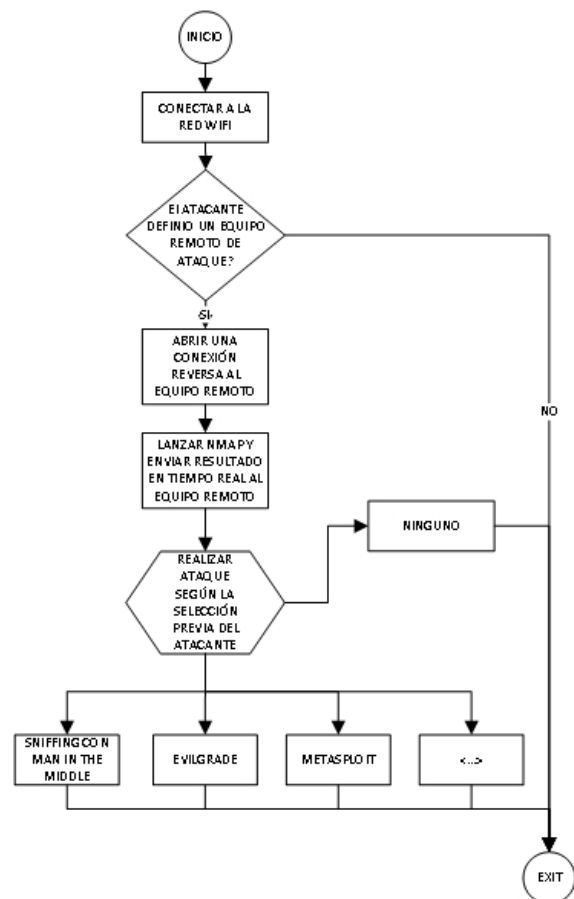 INICIO
CONECTAR A LA
RED WIFI
El ATACANTE
DEFINIO UN EQUIPO
REMOTO DE
ATAQUE?
SI
ABRIR UNA
CONEXIÓN
REVERSA AL
EQUIPO REMOTO
NO
LANZAR NMAP Y
ENVIAR RESULTADO
EN TIEMPO REAL AL
EQUIPO REMOTO
NINGUNO
REALIZAR
ATAQUE
SEGÚN LA
SELECCIÓN
PREVIA DEL
ATACANTE
SNIFFING CON
MAN IN THE
MIDDLE
EVILGRADE
METASPLOIT
<...>
EXIT